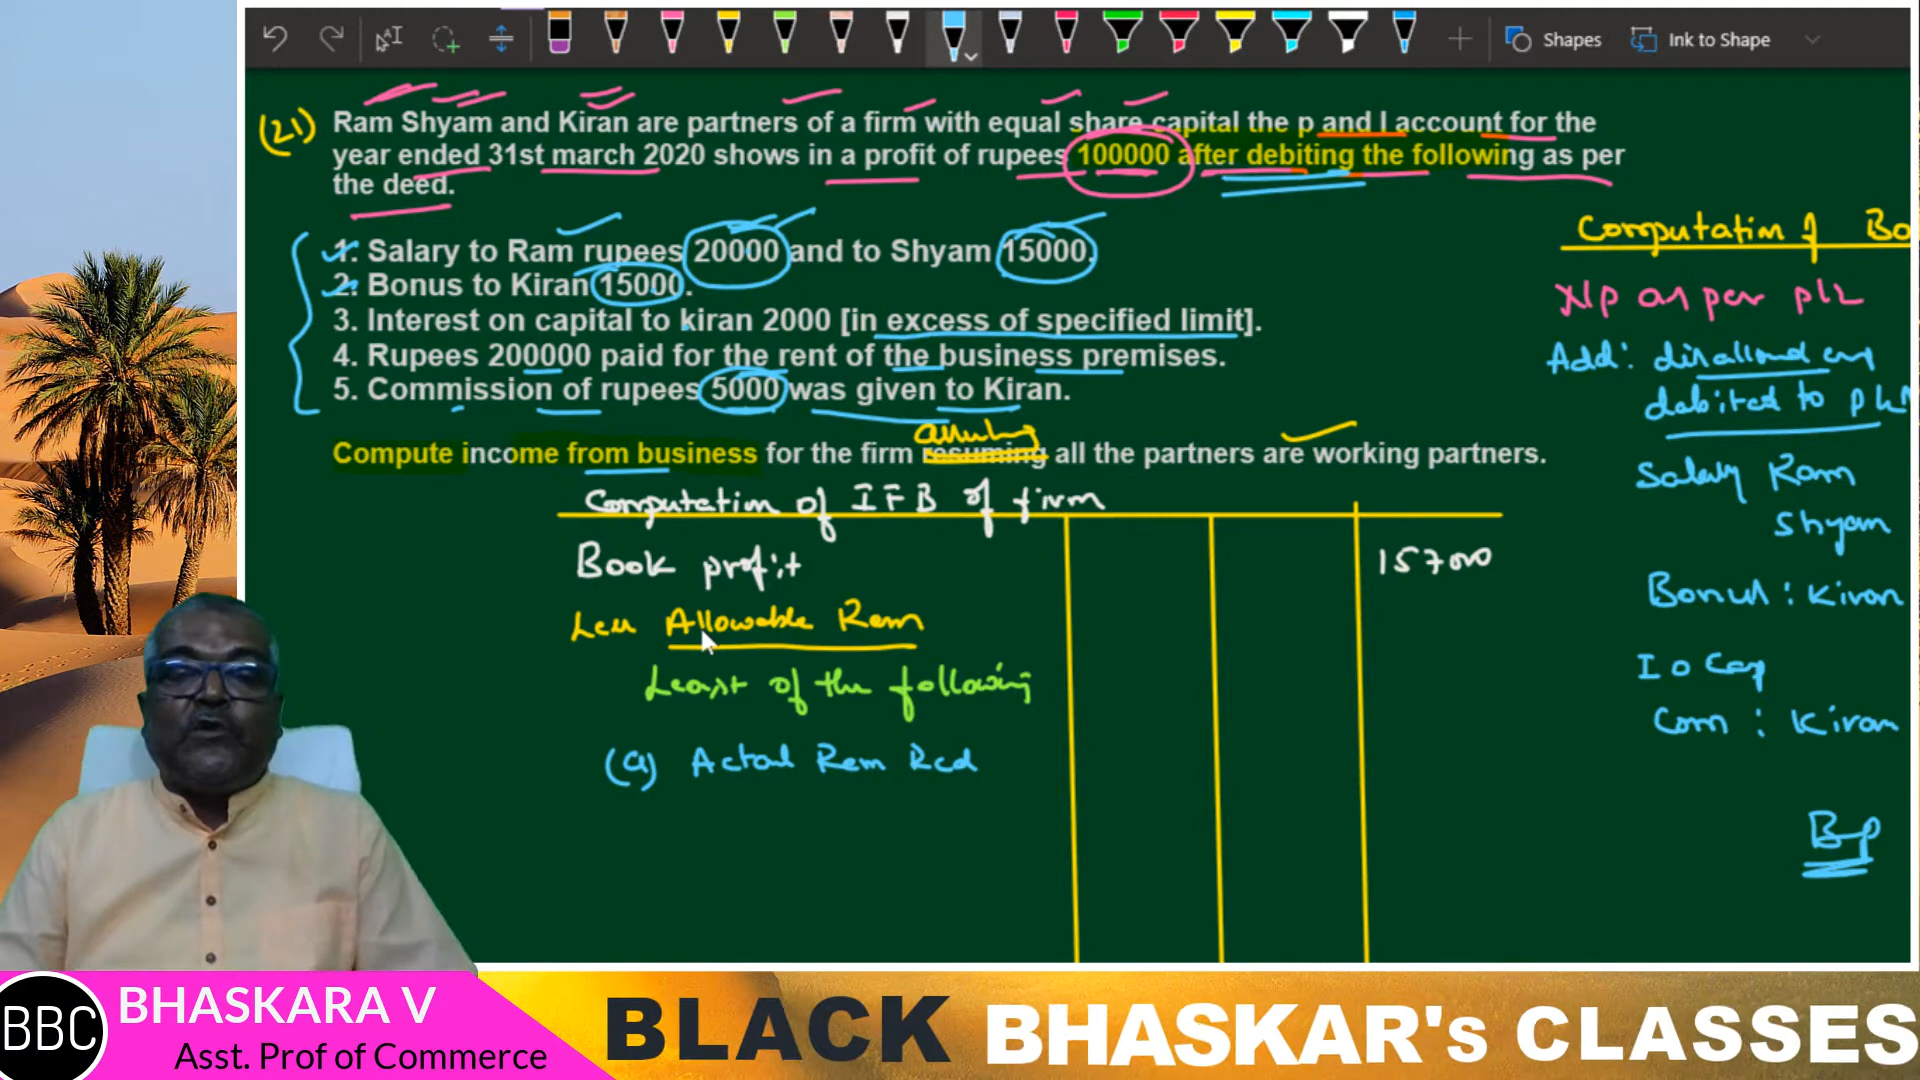 Shapes
Ink to Shape
(21) Ram Shyam and Kiran are partners of a firm with equal share capital the p and l account for the
year ended 31st march 2020 shows in a profit of rupees 100000 after debiting the following as per
the deed.
1. Salary to Ram rupees 20000 and to Shyam 15000.
2. Bonus to Kiran 15000.
3. Interest on capital to kiran 2000 [in excess of specified limit].
4. Rupees 200000 paid for the rent of the business premises.
5. Commission of rupees 5000 was given to Kiran.
Compute income from business for the firm resuming all the partners are working partners.
Computation of IFB of firm
Book profit 157000
Less Allowable Rem
Least of the following
(a) Actual Rem Rcd
Computation of Bo
Np as per p/L
Add: disallowed exp
debited to p&L
Salary Ram
Shyam
Bonus : Kiran
I o Cap
Com : Kiran
Bp
BBC
BHASKARA V
Asst. Prof of Commerce
BLACK BHASKAR's CLASSES